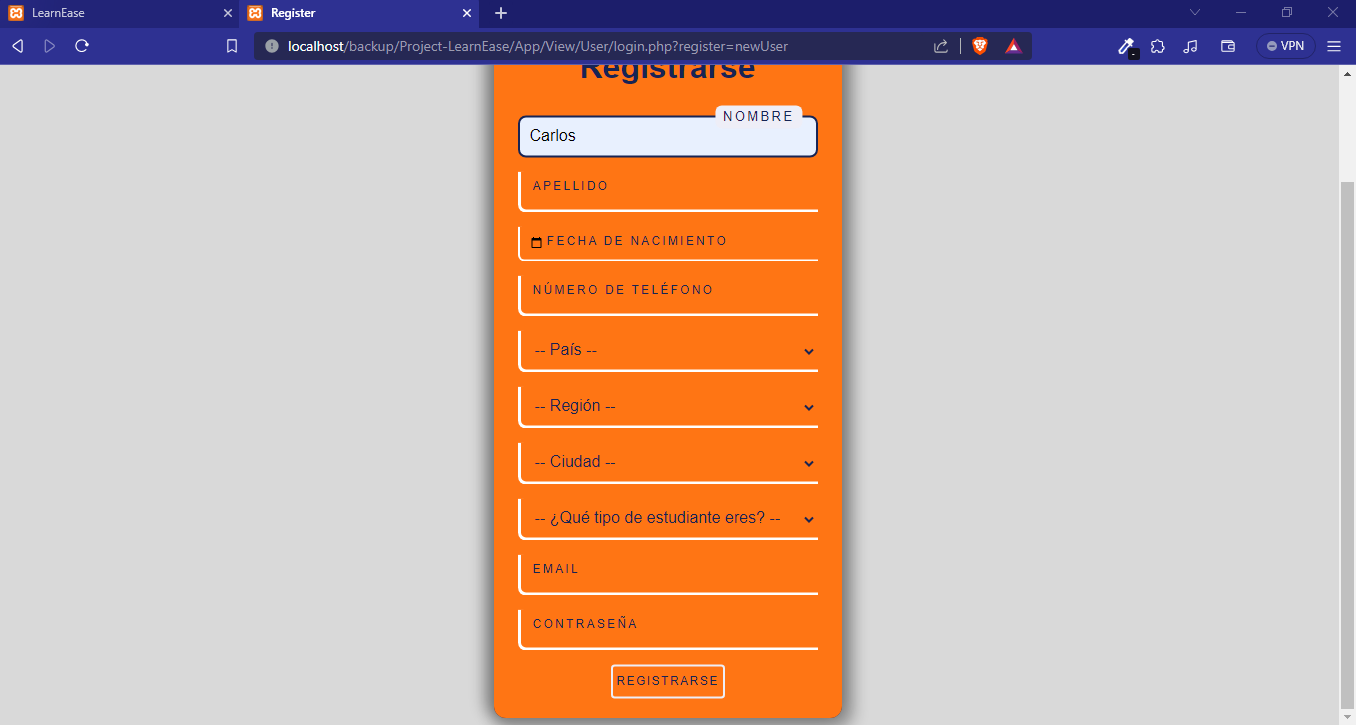 LearnEase
Register
localhost/backup/Project-LearnEase/App/View/User/login.php?register=newUser
VPN
Registrarse
NOMBRE
Carlos
APELLIDO
FECHA DE NACIMIENTO
NÚMERO DE TELÉFONO
-- País --
-- Región --
-- Ciudad --
-- ¿Qué tipo de estudiante eres? --
EMAIL
CONTRASEÑA
REGISTRARSE